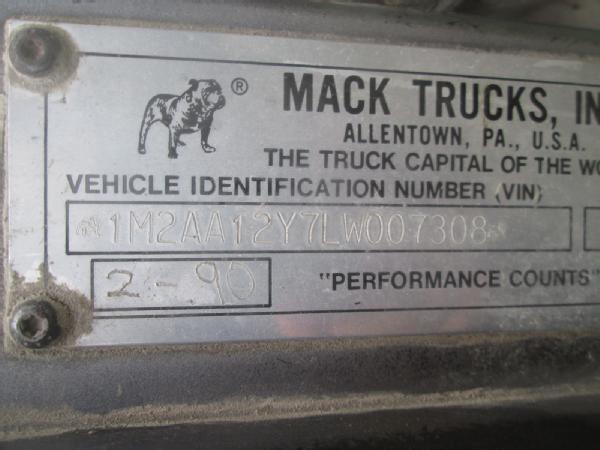 ®
MACK TRUCKS, IN
ALLENTOWN, PA., U.S.A.
THE TRUCK CAPITAL OF THE WO
VEHICLE IDENTIFICATION NUMBER (VIN)
1M2AA12Y7LW007308
2-90 "PERFORMANCE COUNTS"